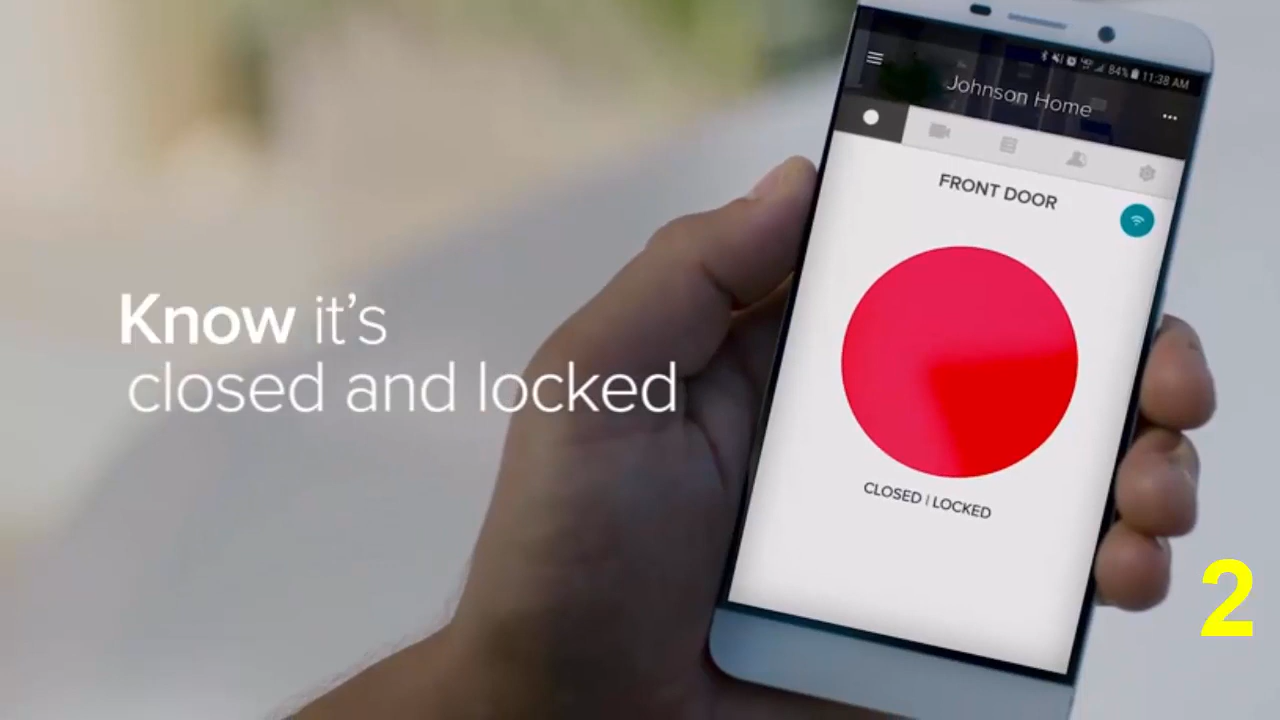 84% 11:38 AM
Johnson Home
FRONT DOOR
Know it's
closed and locked
CLOSED | LOCKED
2